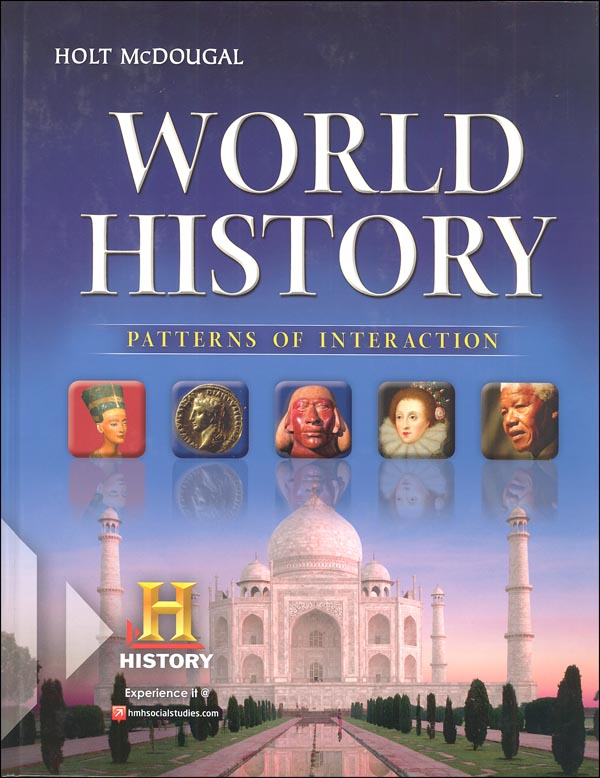 HOLT McDOUGAL
WORLD
HISTORY
PATTERNS OF INTERACTION
H
HISTORY
Experience it @
hmhsocialstudies.com